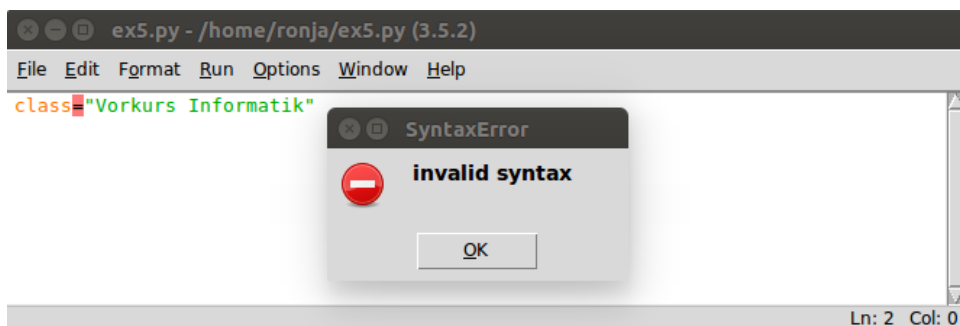 ex5.py - /home/ronja/ex5.py (3.5.2)
File Edit Format Run Options Window Help
class="Vorkurs Informatik"
SyntaxError
invalid syntax
OK
Ln: 2 Col: 0